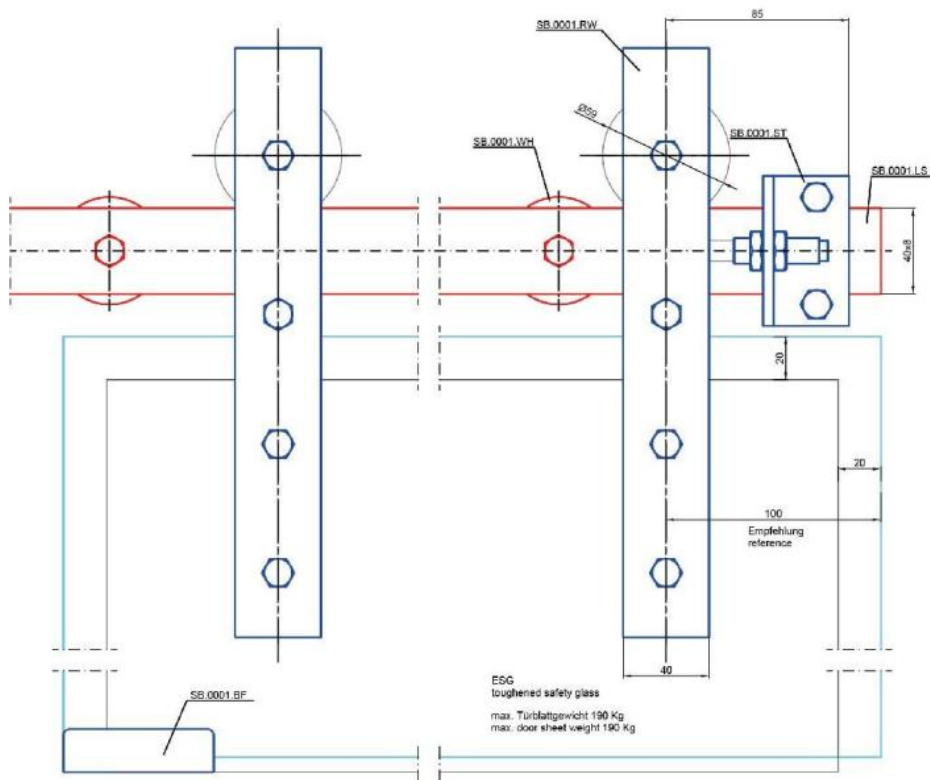 85
SB.0001.RW
Ø59
SB.0001.ST
SB.0001.WH
SB.0001.LS
40x8
20
20
100
Empfehlung
reference
40
ESG
toughened safety glass
max. Türblattgewicht 190 Kg
max. door sheet weight 190 Kg
SB.0001.BF